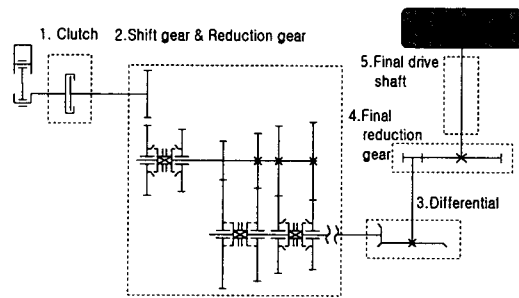 1. Clutch
2.Shift gear & Reduction gear
5.Final drive
shaft
4.Final
reduction
gear
3.Differential